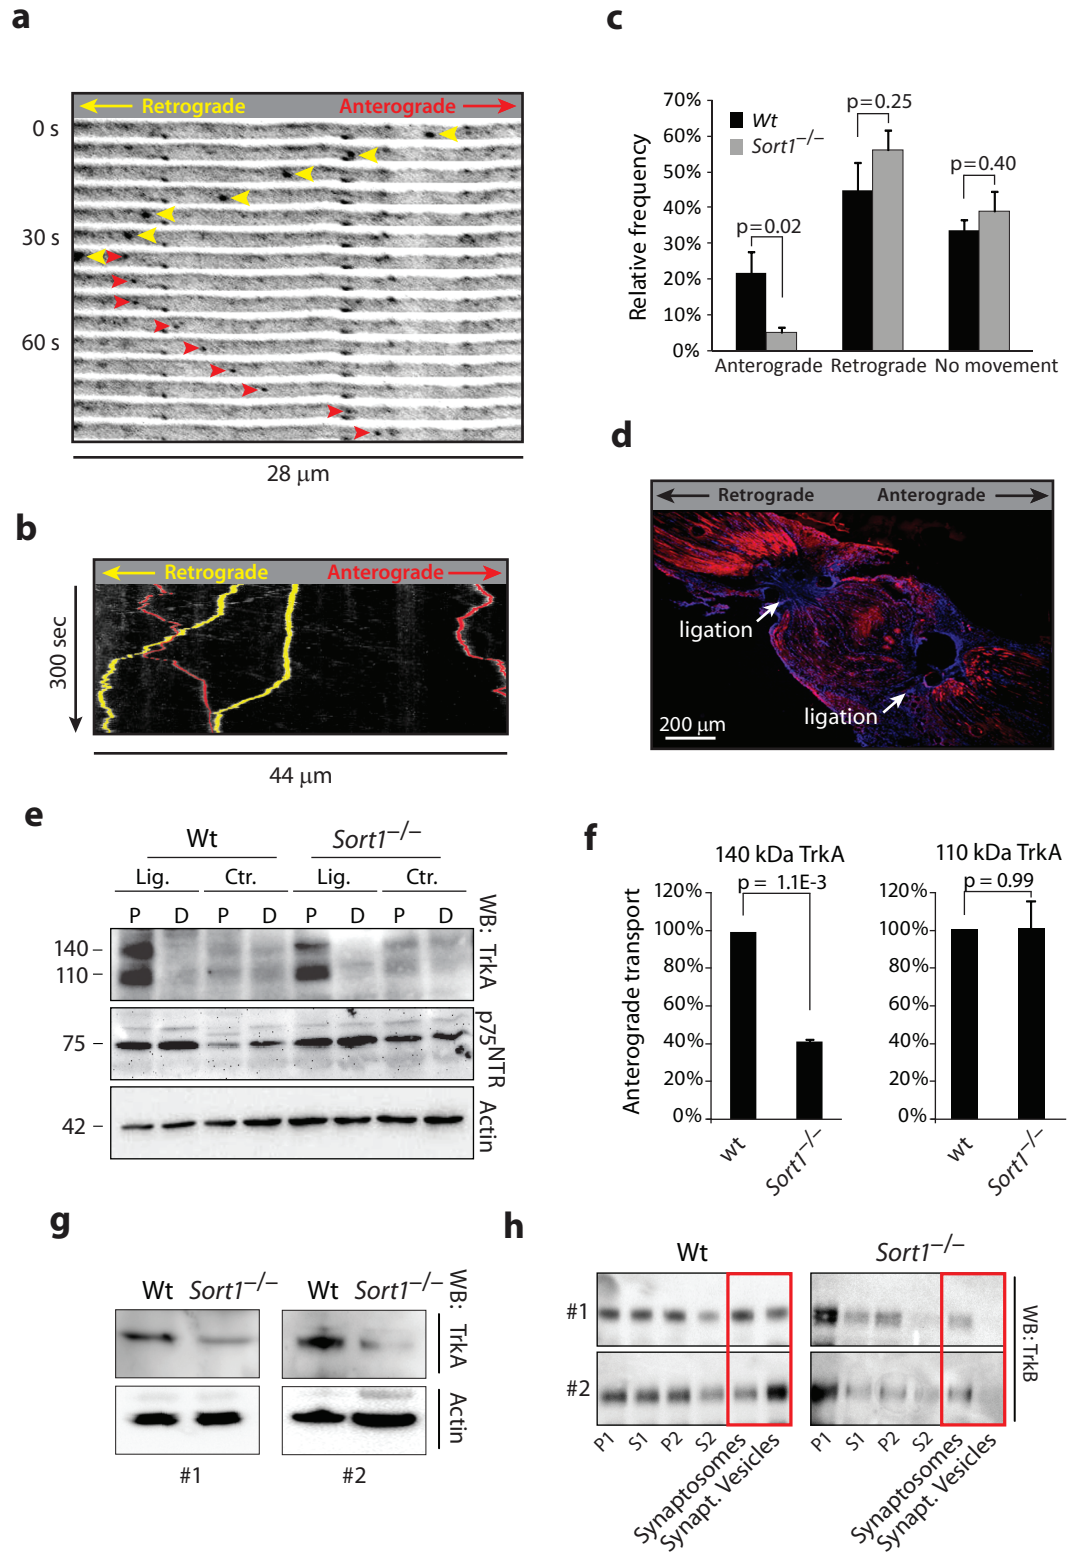 a
Retrograde Anterograde
0 s
30 s
60 s
28 μm
b
Retrograde Anterograde
300 sec
44 μm
c
Relative frequency
70%
60%
50%
40%
30%
20%
10%
0%
Wt
Sort1−/−
p=0.02
p=0.25
p=0.40
Anterograde Retrograde No movement
d
Retrograde Anterograde
ligation
ligation
200 μm
e
Wt Sort1−/−
Lig. Ctr. Lig. Ctr.
P D P D P D P D
140
110
75
42
WB: TrkA
p75NTR
Actin
f
140 kDa TrkA
p = 1.1E-3
Anterograde transport
120%
100%
80%
60%
40%
20%
0%
wt Sort1−/−
110 kDa TrkA
p = 0.99
120%
100%
80%
60%
40%
20%
0%
wt Sort1−/−
g
Wt Sort1−/− Wt Sort1−/−
WB: TrkA
Actin
#1 #2
h
Wt Sort1−/−
#1
#2
WB: TrkB
P1 S1 P2 S2 Synaptosomes Synapt. Vesicles
P1 S1 P2 S2 Synaptosomes Synapt. Vesicles